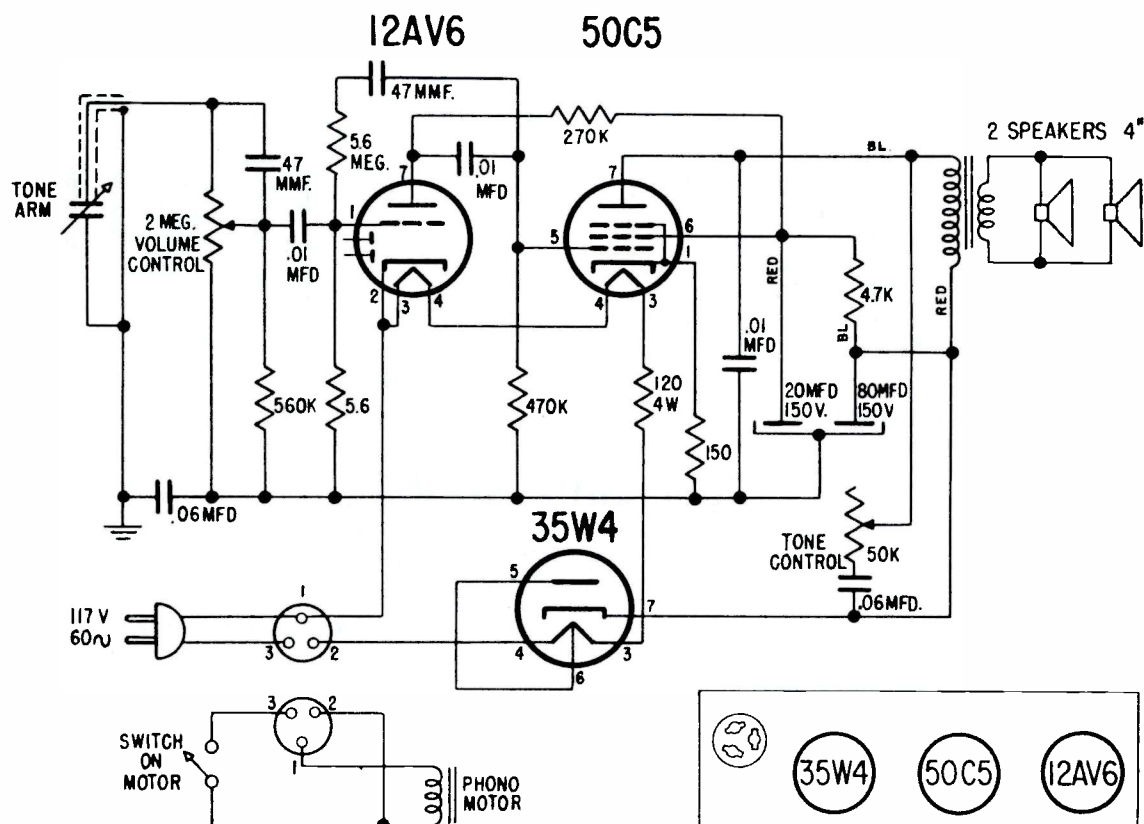 12AV6
50C5
47MMF.
270K
5.6
MEG.
.01
MFD
7
7
BL.
2 SPEAKERS 4"
TONE
ARM
47
MMF.
2 MEG.
VOLUME
CONTROL
.01
MFD
1
2
3
4
5
6
1
4
3
RED
4.7K
BL
RED
.01
MFD
20MFD
150V.
80MFD
150V
560K
5.6
470K
120
4W
150
.06MFD
35W4
5
7
4
6
3
TONE
CONTROL
50K
.06MFD.
117 V
60~
1
3
2
3
2
1
SWITCH
ON
MOTOR
PHONO
MOTOR
35W4
50C5
12AV6